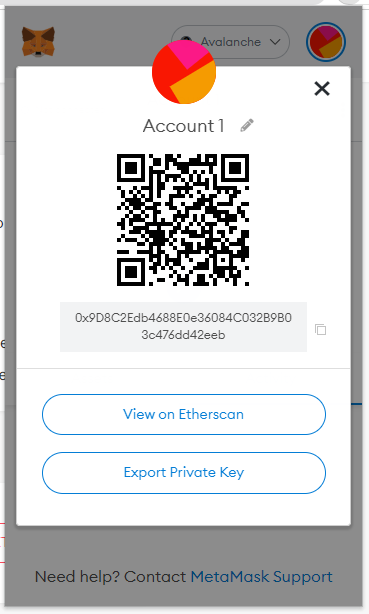 Avalanche
Account 1
0x9D8C2Edb4688E0e36084C032B9B0
3c476dd42eeb
View on Etherscan
Export Private Key
Need help? Contact MetaMask Support